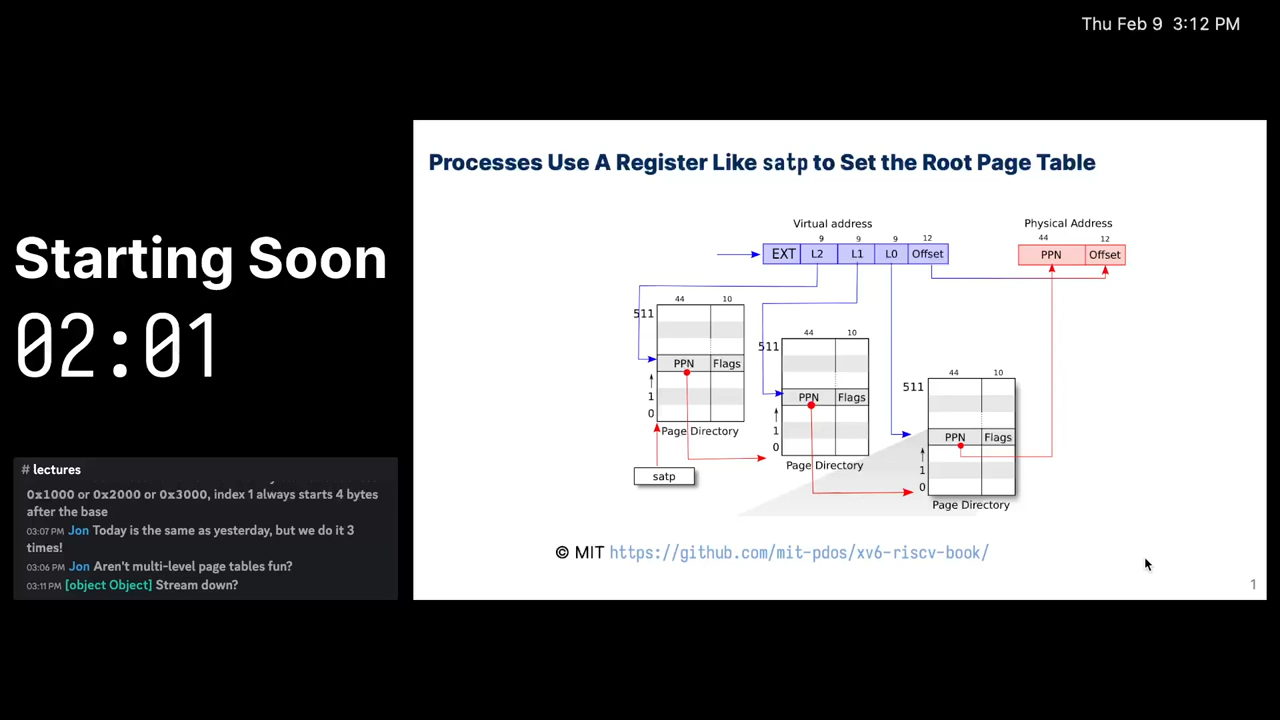 Thu Feb 9 3:12 PM
Starting Soon
02:01
# lectures
0x1000 or 0x2000 or 0x3000, index 1 always starts 4 bytes
after the base
03:07 PM Jon Today is the same as yesterday, but we do it 3
times!
03:06 PM Jon Aren't multi-level page tables fun?
03:11 PM [object Object] Stream down?
Processes Use A Register Like satp to Set the Root Page Table
Virtual address
9 9 9 12
EXT L2 L1 L0 Offset
Physical Address
44 12
PPN Offset
44 10
511
PPN Flags
1
0
Page Directory
satp
44 10
511
PPN Flags
1
0
Page Directory
44 10
511
PPN Flags
1
0
Page Directory
© MIT https://github.com/mit-pdos/xv6-riscv-book/
1